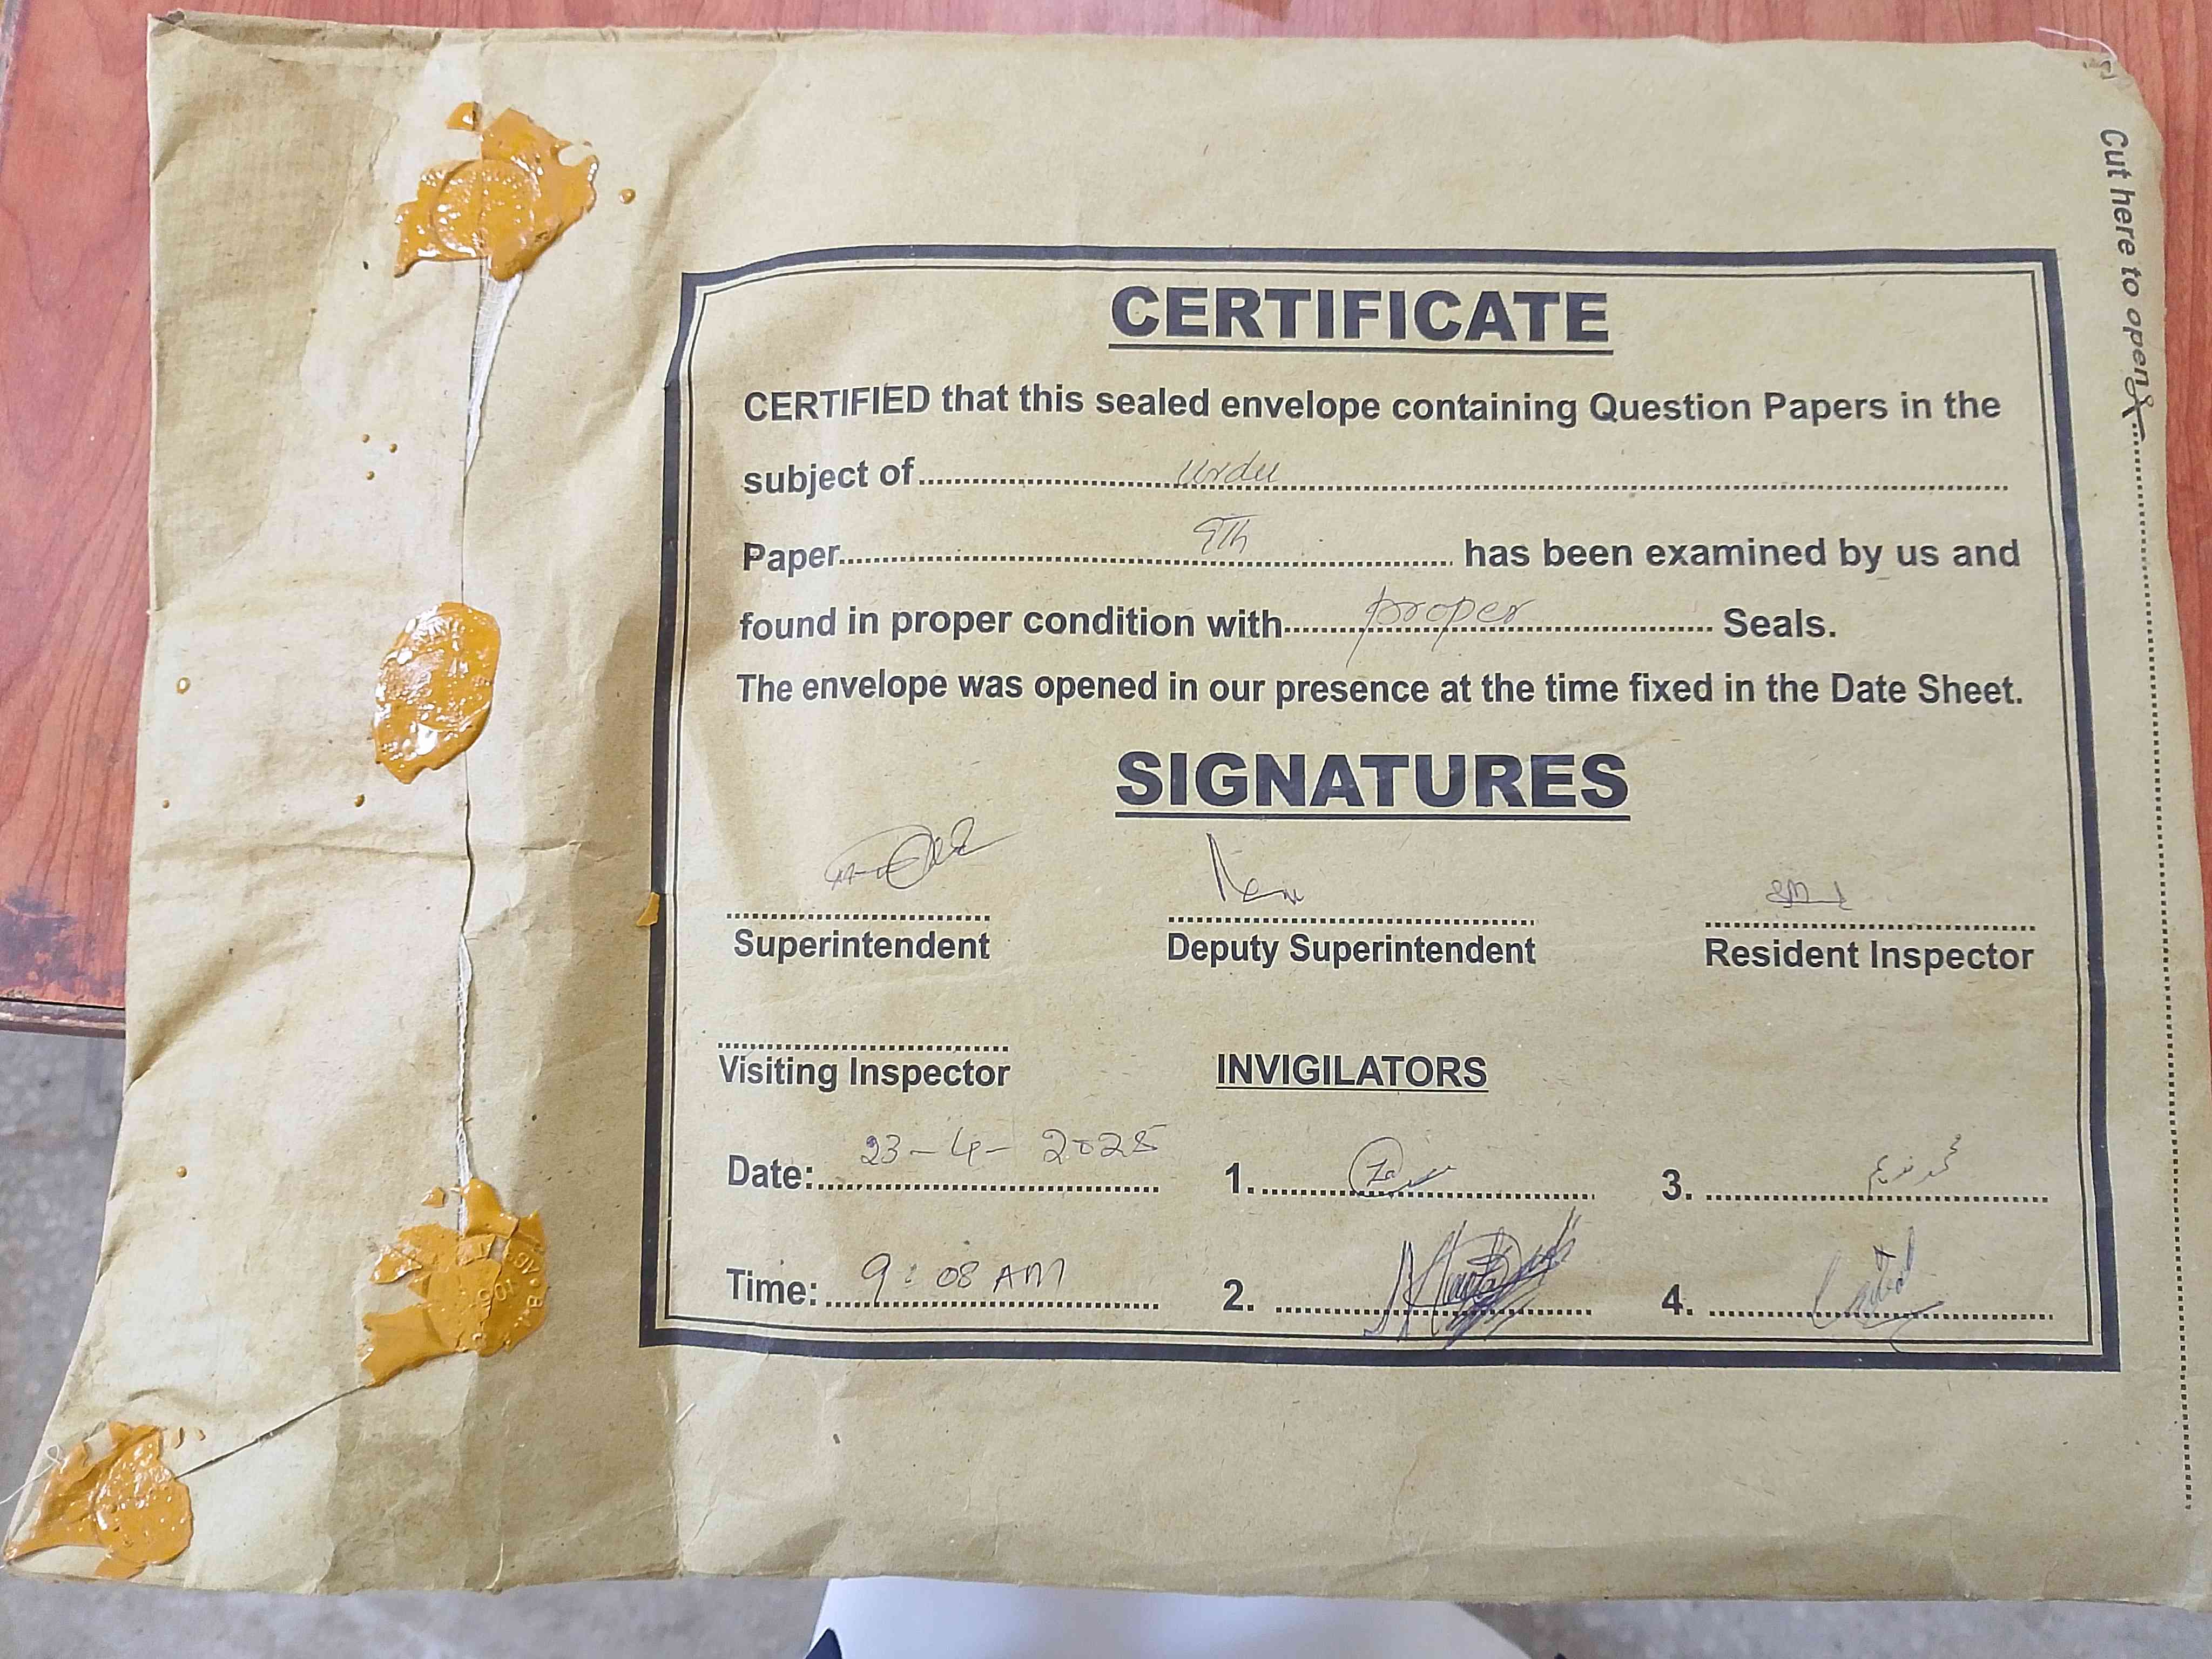 Cut here to open
CERTIFICATE
CERTIFIED that this sealed envelope containing Question Papers in the
subject of urdu
Paper 9Th has been examined by us and
found in proper condition with proper Seals.
The envelope was opened in our presence at the time fixed in the Date Sheet.
SIGNATURES
Superintendent
Deputy Superintendent
Resident Inspector
Visiting Inspector
INVIGILATORS
Date: 23-4-2025
1.
3. محمد ندیم
Time: 9:08 AM
2.
4.